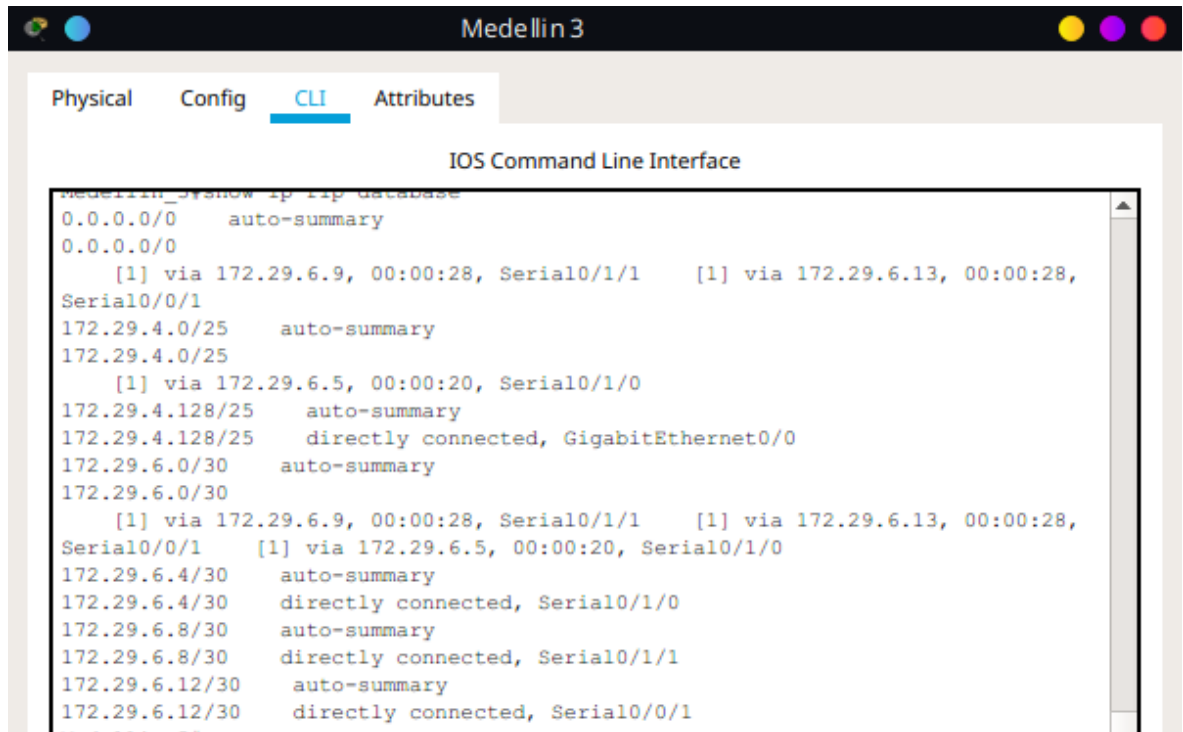 Medellin 3
Physical Config CLI Attributes
IOS Command Line Interface
Medellin_3#show ip rip database
0.0.0.0/0 auto-summary
0.0.0.0/0
[1] via 172.29.6.9, 00:00:28, Serial0/1/1 [1] via 172.29.6.13, 00:00:28,
Serial0/0/1
172.29.4.0/25 auto-summary
172.29.4.0/25
[1] via 172.29.6.5, 00:00:20, Serial0/1/0
172.29.4.128/25 auto-summary
172.29.4.128/25 directly connected, GigabitEthernet0/0
172.29.6.0/30 auto-summary
172.29.6.0/30
[1] via 172.29.6.9, 00:00:28, Serial0/1/1 [1] via 172.29.6.13, 00:00:28,
Serial0/0/1 [1] via 172.29.6.5, 00:00:20, Serial0/1/0
172.29.6.4/30 auto-summary
172.29.6.4/30 directly connected, Serial0/1/0
172.29.6.8/30 auto-summary
172.29.6.8/30 directly connected, Serial0/1/1
172.29.6.12/30 auto-summary
172.29.6.12/30 directly connected, Serial0/0/1